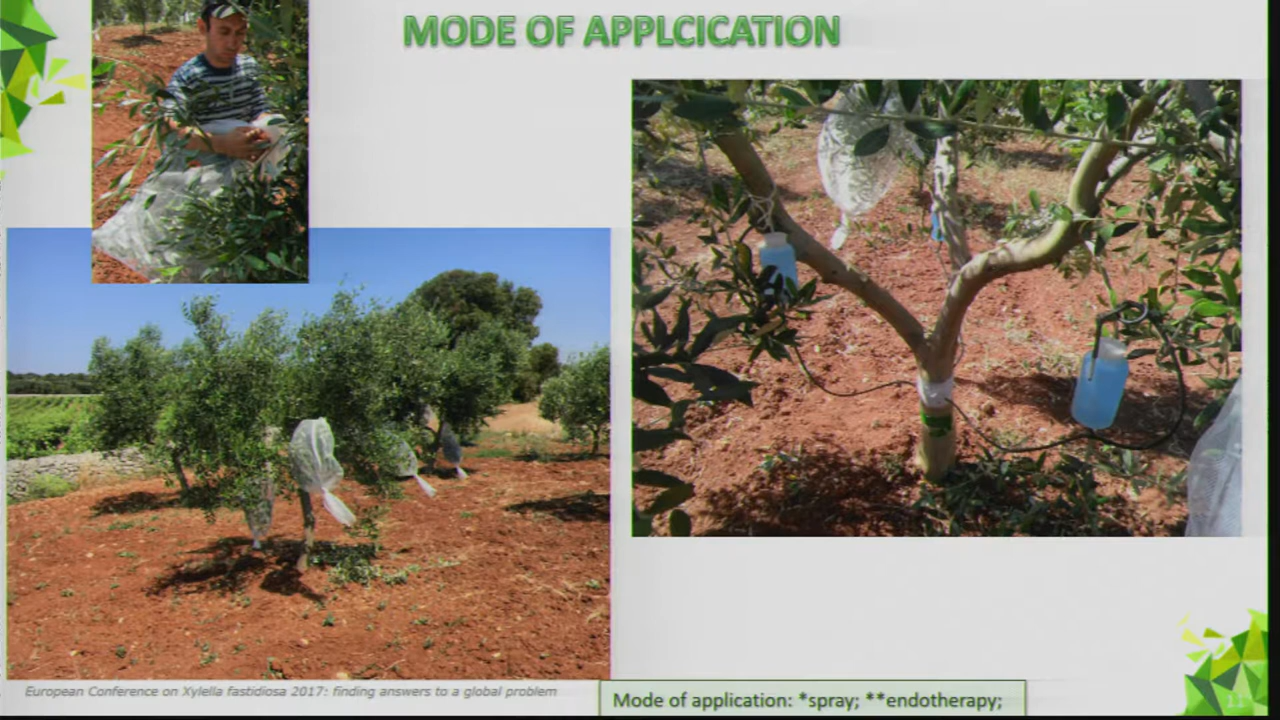 MODE OF APPLCICATION
European Conference on Xylella fastidiosa 2017: finding answers to a global problem
Mode of application: *spray; **endotherapy;
11